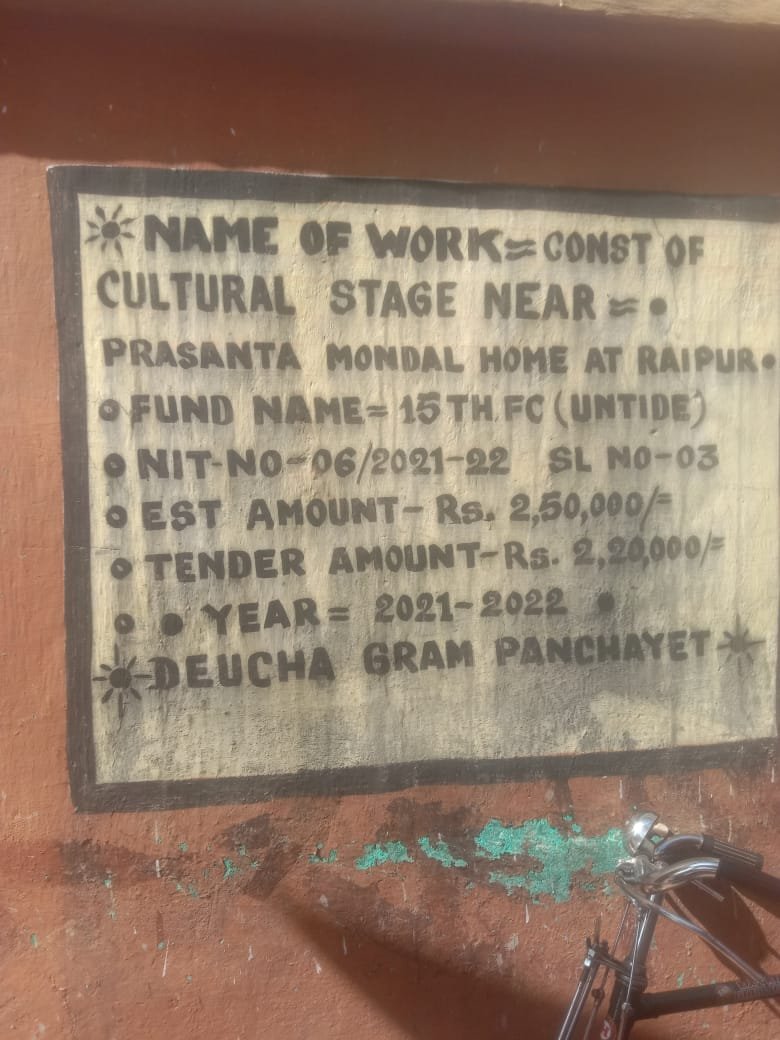 NAME OF WORK≈CONST OF
CULTURAL STAGE NEAR ≈ •
PRASANTA MONDAL HOME AT RAIPUR•
FUND NAME= 15TH FC (UNTIDE)
NIT-NO-06/2021-22 SL NO-03
EST AMOUNT- Rs. 2,50,000/=
TENDER AMOUNT-Rs. 2,20,000/=
• YEAR= 2021-2022 •
DEUCHA GRAM PANCHAYET